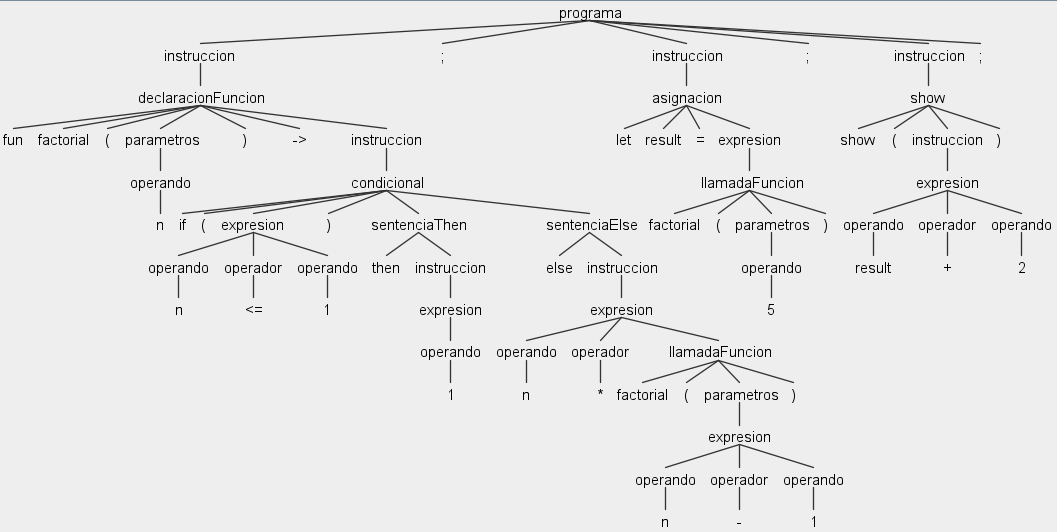 programa
instruccion ; instruccion ; instruccion ;
declaracionFuncion asignacion show
fun factorial ( parametros ) -> instruccion let result = expresion show ( instruccion )
operando condicional llamadaFuncion expresion
n if ( expresion ) sentenciaThen sentenciaElse factorial ( parametros ) operando operador operando
operando operador operando then instruccion else instruccion operando result + 2
n <= 1 expresion expresion 5
operando operando operador llamadaFuncion
1 n * factorial ( parametros )
expresion
operando operador operando
n - 1